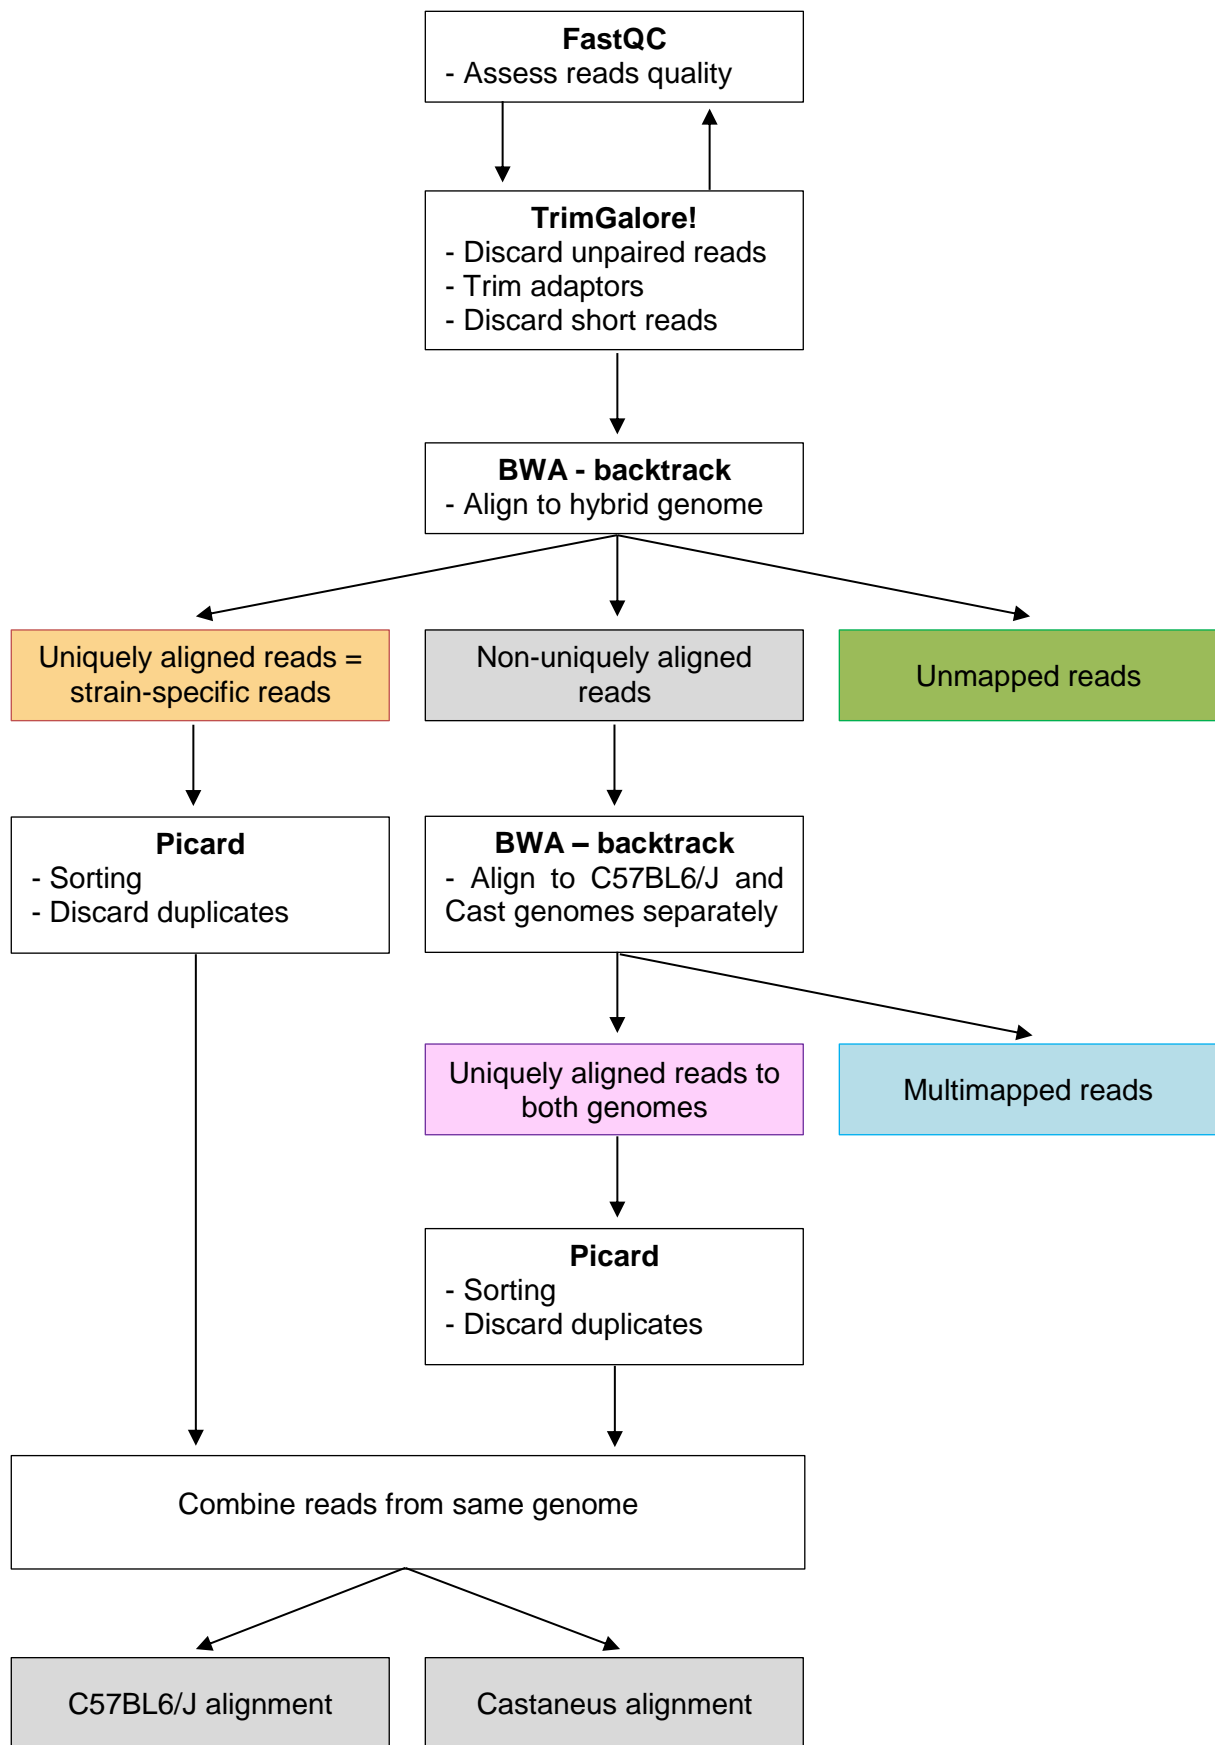 FastQC
- Assess reads quality
TrimGalore!
- Discard unpaired reads
- Trim adaptors
- Discard short reads
BWA - backtrack
- Align to hybrid genome
Uniquely aligned reads =
strain-specific reads
Non-uniquely aligned
reads
Unmapped reads
Picard
- Sorting
- Discard duplicates
BWA – backtrack
- Align to C57BL6/J and
Cast genomes separately
Uniquely aligned reads to
both genomes
Multimapped reads
Picard
- Sorting
- Discard duplicates
Combine reads from same genome
C57BL6/J alignment
Castaneus alignment